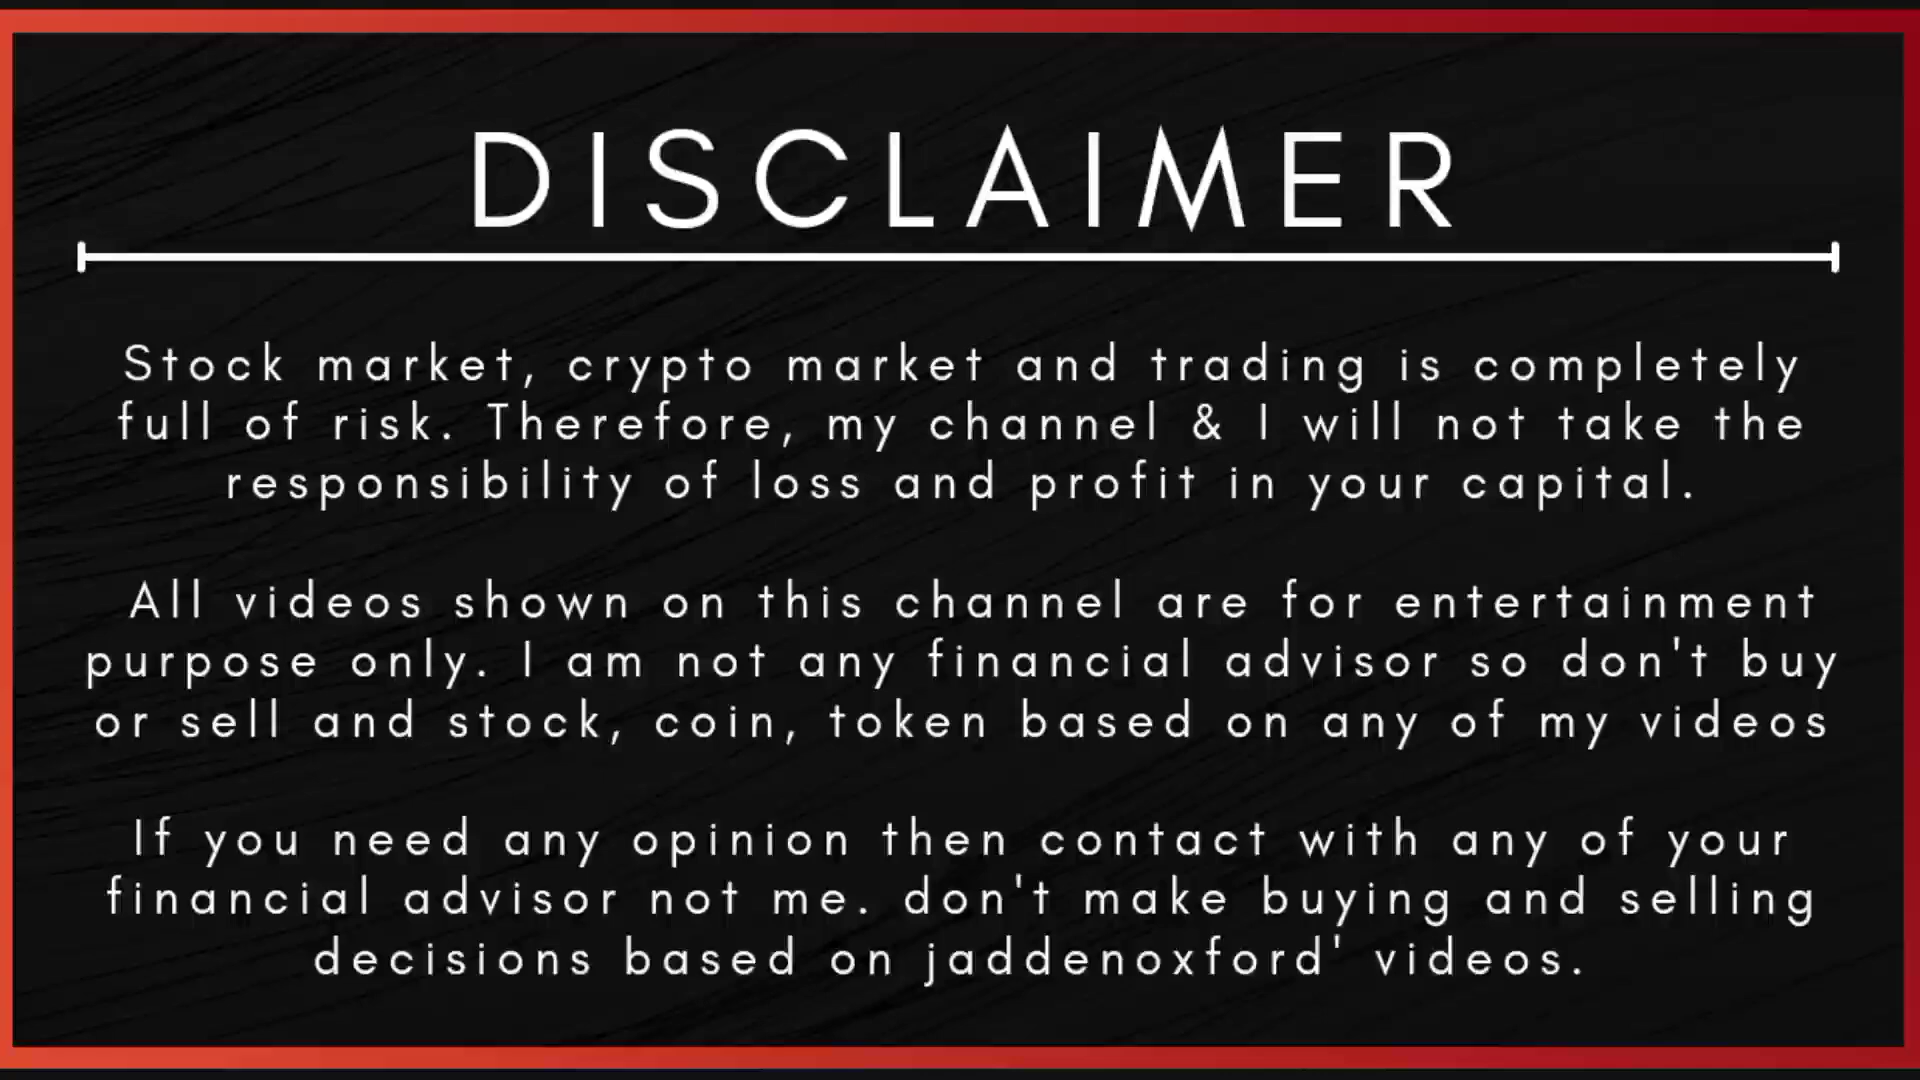 DISCLAIMER
Stock market, crypto market and trading is completely
full of risk. Therefore, my channel & I will not take the
responsibility of loss and profit in your capital.
All videos shown on this channel are for entertainment
purpose only. I am not any financial advisor so don't buy
or sell and stock, coin, token based on any of my videos
If you need any opinion then contact with any of your
financial advisor not me. don't make buying and selling
decisions based on jaddenoxford' videos.